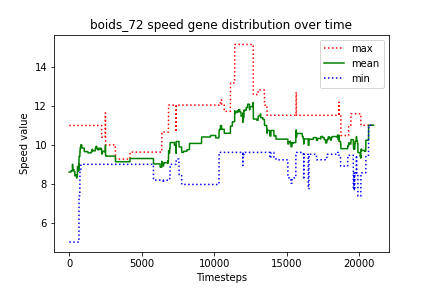 boids_72 speed gene distribution over time
max
mean
min
14
12
10
8
6
Speed value
0
5000
10000
15000
20000
Timesteps